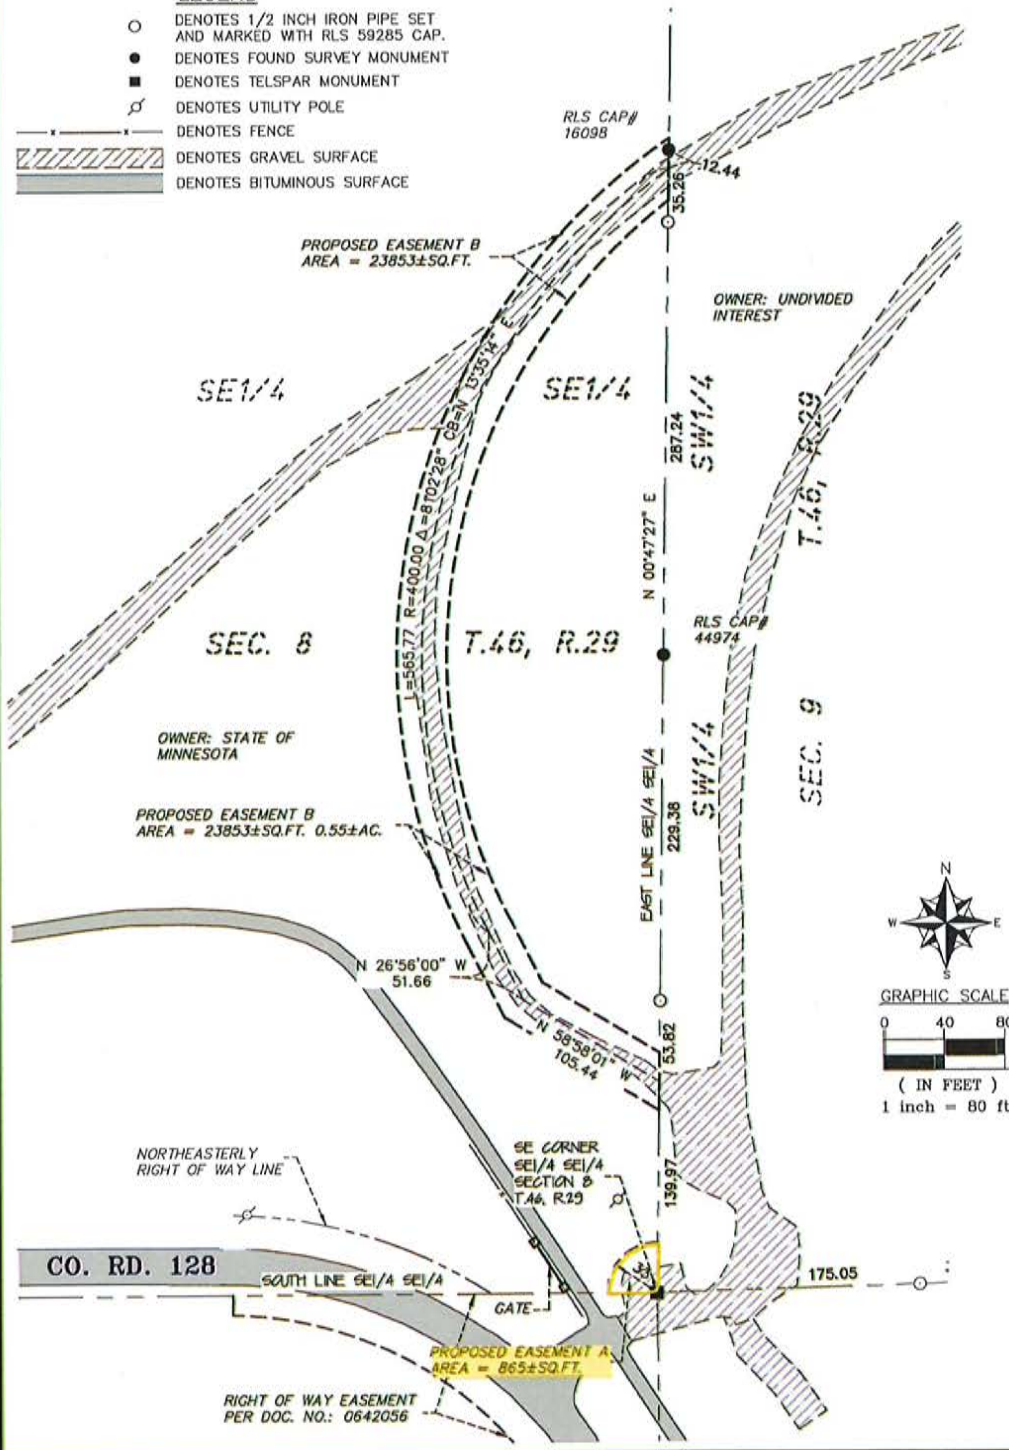 DENOTES 1/2 INCH IRON PIPE SET
AND MARKED WITH RLS 59285 CAP.
DENOTES FOUND SURVEY MONUMENT
DENOTES TELSPAR MONUMENT
DENOTES UTILITY POLE
DENOTES FENCE
DENOTES GRAVEL SURFACE
DENOTES BITUMINOUS SURFACE
RLS CAP#
16098
12.44
35.26
PROPOSED EASEMENT B
AREA = 23853±SQ.FT.
OWNER: UNDIVIDED
INTEREST
SE1/4
SE1/4
SW1/4
T.46, R.29
287.24
L=565.77 R=400.00 Δ=81°02'28" CB=N 13°35'14" E
N 00°47'27" E
RLS CAP#
44974
SEC. 8
T.46, R.29
SEC. 9
SW1/4
OWNER: STATE OF
MINNESOTA
EAST LINE SE1/4 SE1/4
229.38
PROPOSED EASEMENT B
AREA = 23853±SQ.FT. 0.55±AC.
N
W
E
S
N 26°56'00" W
51.66
GRAPHIC SCALE
0 40 80
( IN FEET )
1 inch = 80 ft
N 58°58'01" W
105.44
53.82
NORTHEASTERLY
RIGHT OF WAY LINE
SE CORNER
SE1/4 SE1/4
SECTION 8
T.46, R.29
139.97
CO. RD. 128
SOUTH LINE SE1/4 SE1/4
175.05
GATE
PROPOSED EASEMENT A
AREA = 865±SQ.FT.
RIGHT OF WAY EASEMENT
PER DOC. NO.: 0642056